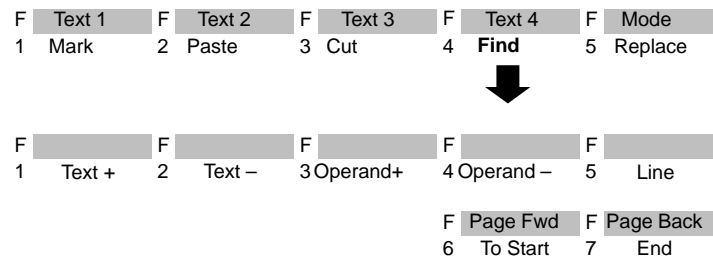 F Text 1 F Text 2 F Text 3 F Text 4 F Mode
1 Mark 2 Paste 3 Cut 4 Find 5 Replace
F F F F F
1 Text + 2 Text – 3 Operand+ 4 Operand – 5 Line
F Page Fwd F Page Back
6 To Start 7 End